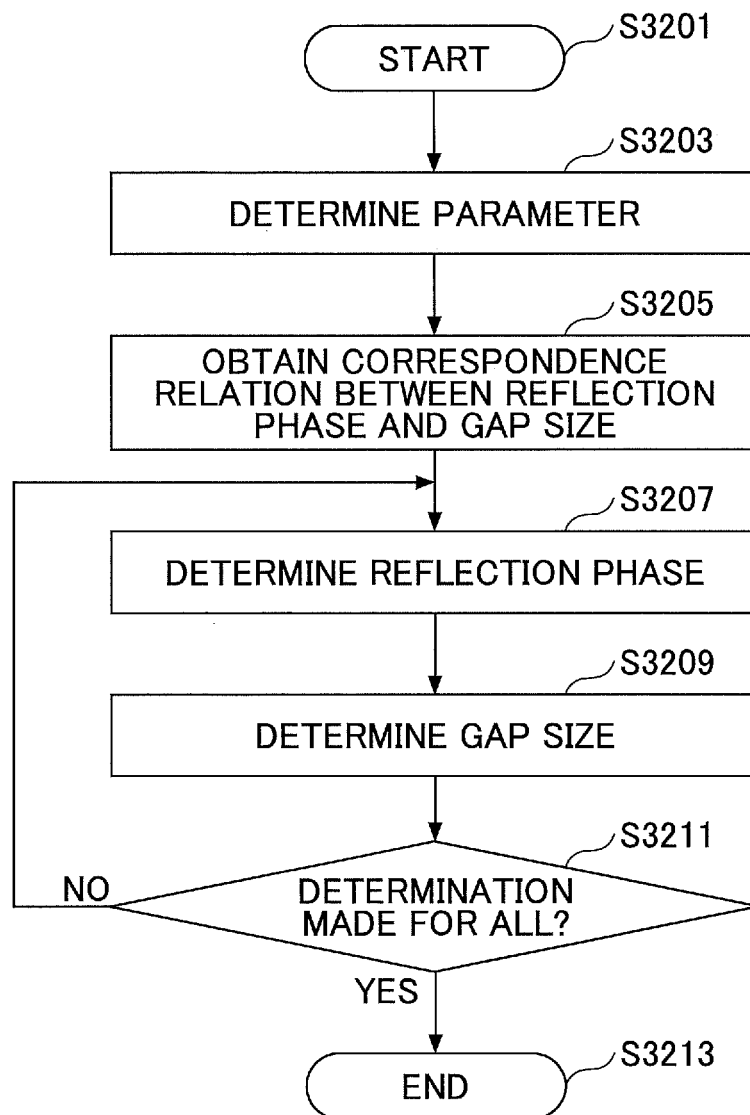 S3201
START
S3203
DETERMINE PARAMETER
S3205
OBTAIN CORRESPONDENCE
RELATION BETWEEN REFLECTION
PHASE AND GAP SIZE
S3207
DETERMINE REFLECTION PHASE
S3209
DETERMINE GAP SIZE
S3211
NO
DETERMINATION
MADE FOR ALL?
YES
S3213
END